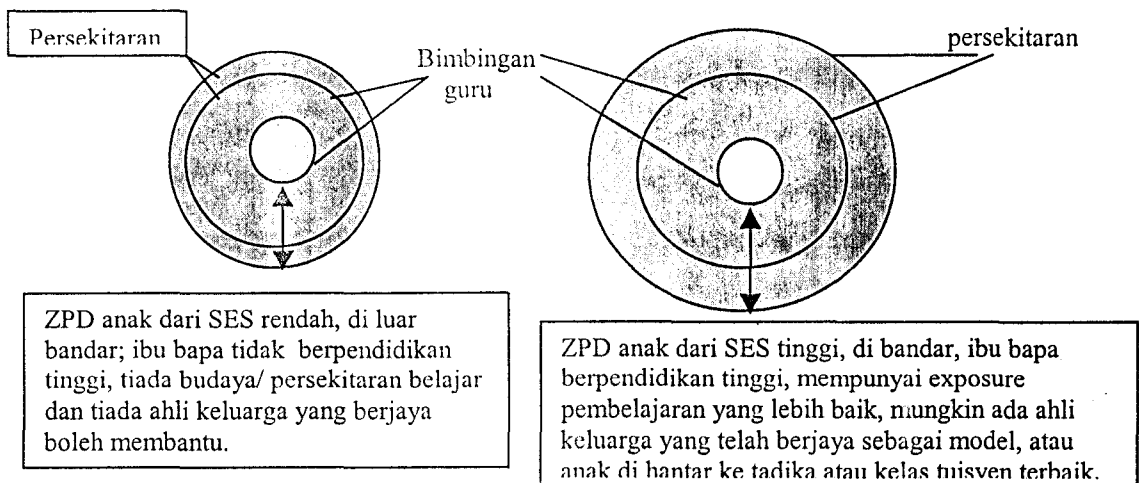 Persekitaran
Bimbingan
guru
persekitaran
ZPD anak dari SES rendah, di luar
bandar; ibu bapa tidak berpendidikan
tinggi, tiada budaya/ persekitaran belajar
dan tiada ahli keluarga yang berjaya
boleh membantu.
ZPD anak dari SES tinggi, di bandar, ibu bapa
berpendidikan tinggi, mempunyai exposure
pembelajaran yang lebih baik, mungkin ada ahli
keluarga yang telah berjaya sebagai model, atau
anak di hantar ke tadika atau kelas tuisyen terbaik.